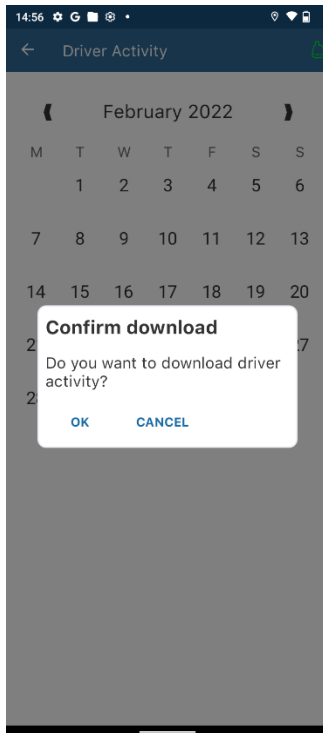 14:56 G
Driver Activity
February 2022
M T W T F S S
1 2 3 4 5 6
7 8 9 10 11 12 13
14 15 16 17 18 19 20
Confirm download
Do you want to download driver
activity?
OK CANCEL